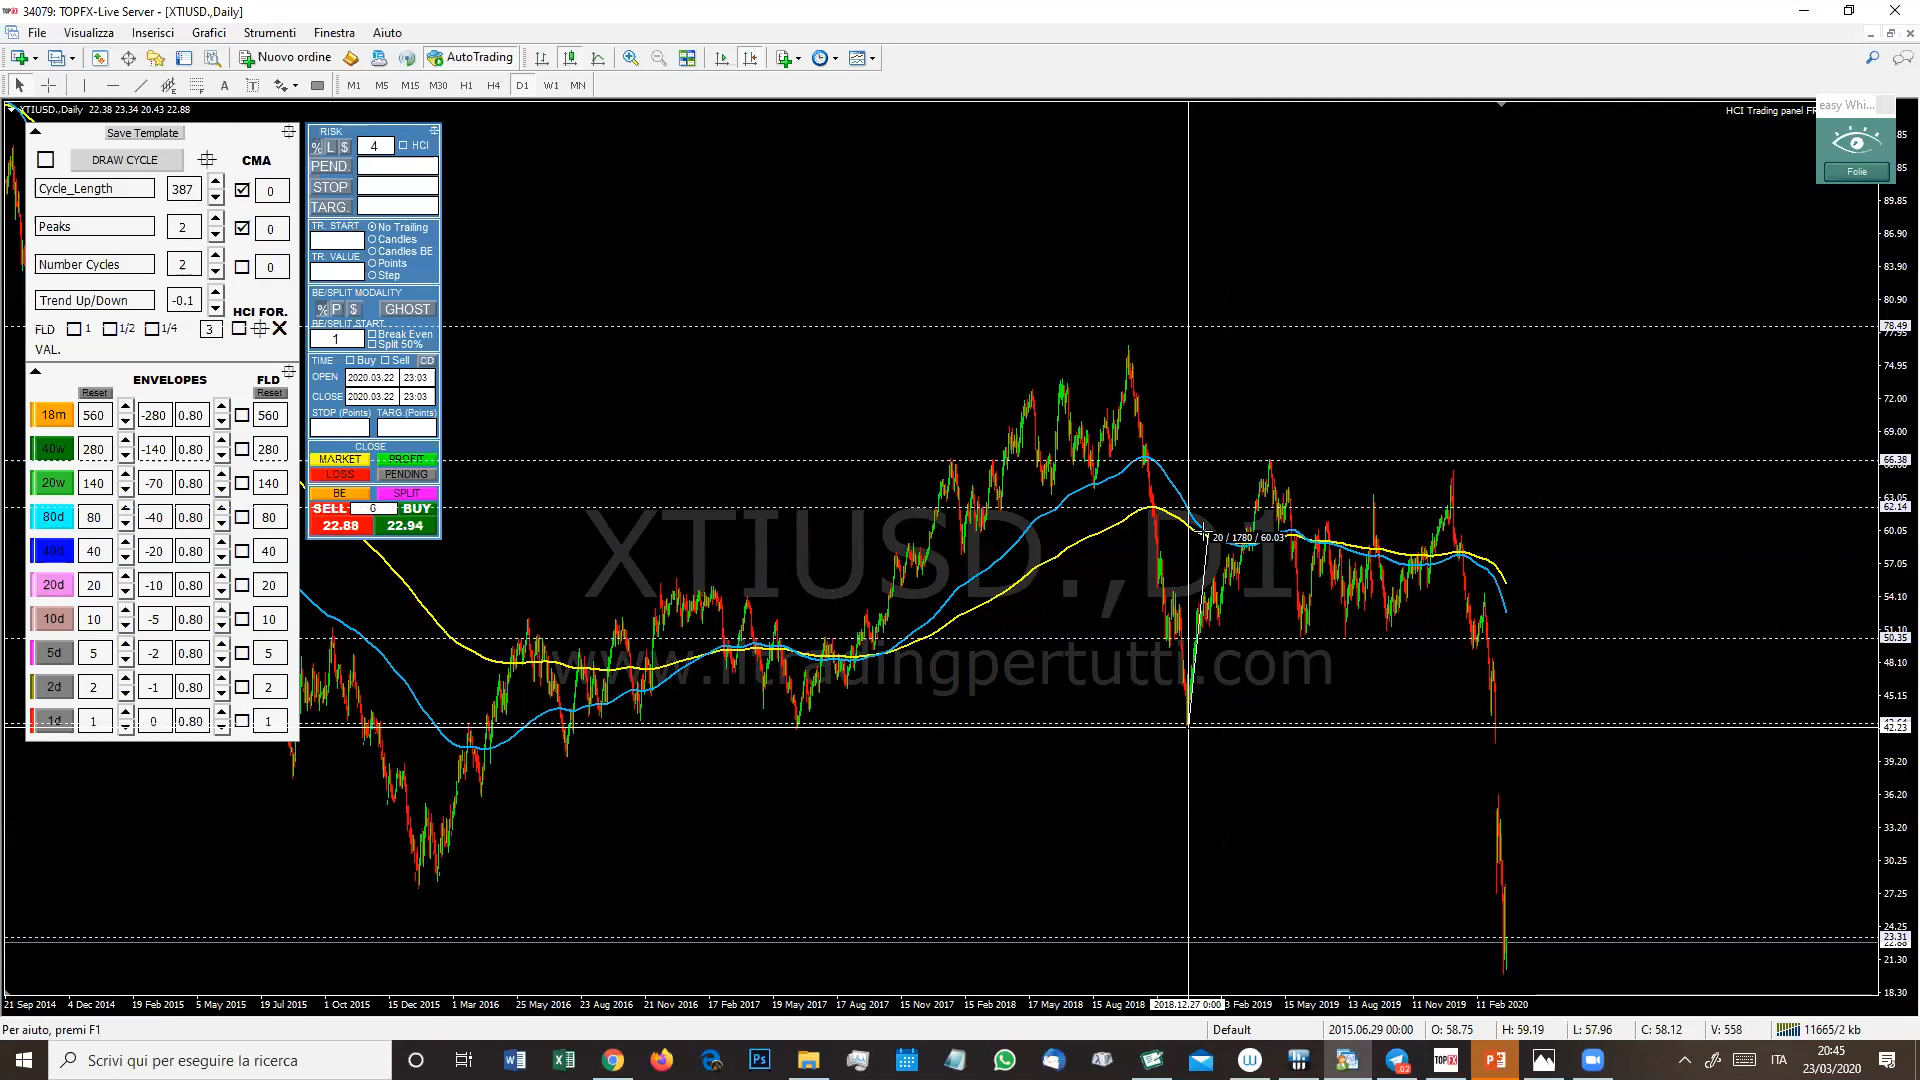 34079: TOPFX-Live Server - [XTIUSD.,Daily]
File Visualizza Inserisci Grafici Strumenti Finestra Aiuto
Nuovo ordine AutoTrading
A T M1 M5 M15 M30 H1 H4 D1 W1 MN
XTIUSD.,Daily 22.38 23.34 20.43 22.88
HCI Trading panel FR
easy Whi...
Folie
Save Template
DRAW CYCLE CMA
Cycle_Length 387 0
Peaks 2 0
Number Cycles 2 0
Trend Up/Down -0.1
HCI FOR.
FLD 1 1/2 1/4 3
VAL.
ENVELOPES FLD
Reset Reset
18m 560 -280 0.80 560
40w 280 -140 0.80 280
20w 140 -70 0.80 140
80d 80 -40 0.80 80
40d 40 -20 0.80 40
20d 20 -10 0.80 20
10d 10 -5 0.80 10
5d 5 -2 0.80 5
2d 2 -1 0.80 2
1d 1 0 0.80 1
RISK
% L $ 4 HCI
PEND.
STOP
TARG.
TR. START No Trailing
Candles
TR. VALUE Candles BE
Points
Step
BE/SPLIT MODALITY
% P $ GHOST
BE/SPLIT START
1 Break Even
Split 50%
TIME Buy Sell CD
OPEN 2020.03.22 23:03
CLOSE 2020.03.22 23:03
STOP (Points) TARG.(Points)
CLOSE
MARKET PROFIT
LOSS PENDING
BE SPLIT
SELL 6 BUY
22.88 22.94
XTIUSD.,D1
www.iltradingpertutti.com
20 / 1780 / 60.03
89.85
86.90
83.90
80.90
78.49
77.95
74.95
72.00
69.00
66.38
63.05
62.14
60.05
57.05
54.10
51.10
50.35
48.10
45.15
42.23
39.20
36.20
33.20
30.25
27.25
24.25
23.31
22.88
21.30
18.30
21 Sep 2014 4 Dec 2014 19 Feb 2015 5 May 2015 19 Jul 2015 1 Oct 2015 15 Dec 2015 1 Mar 2016 25 May 2016 23 Aug 2016 21 Nov 2016 17 Feb 2017 19 May 2017 17 Aug 2017 15 Nov 2017 15 Feb 2018 17 May 2018 15 Aug 2018 2018.12.27 0:00 Feb 2019 15 May 2019 13 Aug 2019 11 Nov 2019 11 Feb 2020
Per aiuto, premi F1 Default 2015.06.29 00:00 O: 58.75 H: 59.19 L: 57.96 C: 58.12 V: 558 11665/2 kb
Scrivi qui per eseguire la ricerca
ITA
20:45
23/03/2020